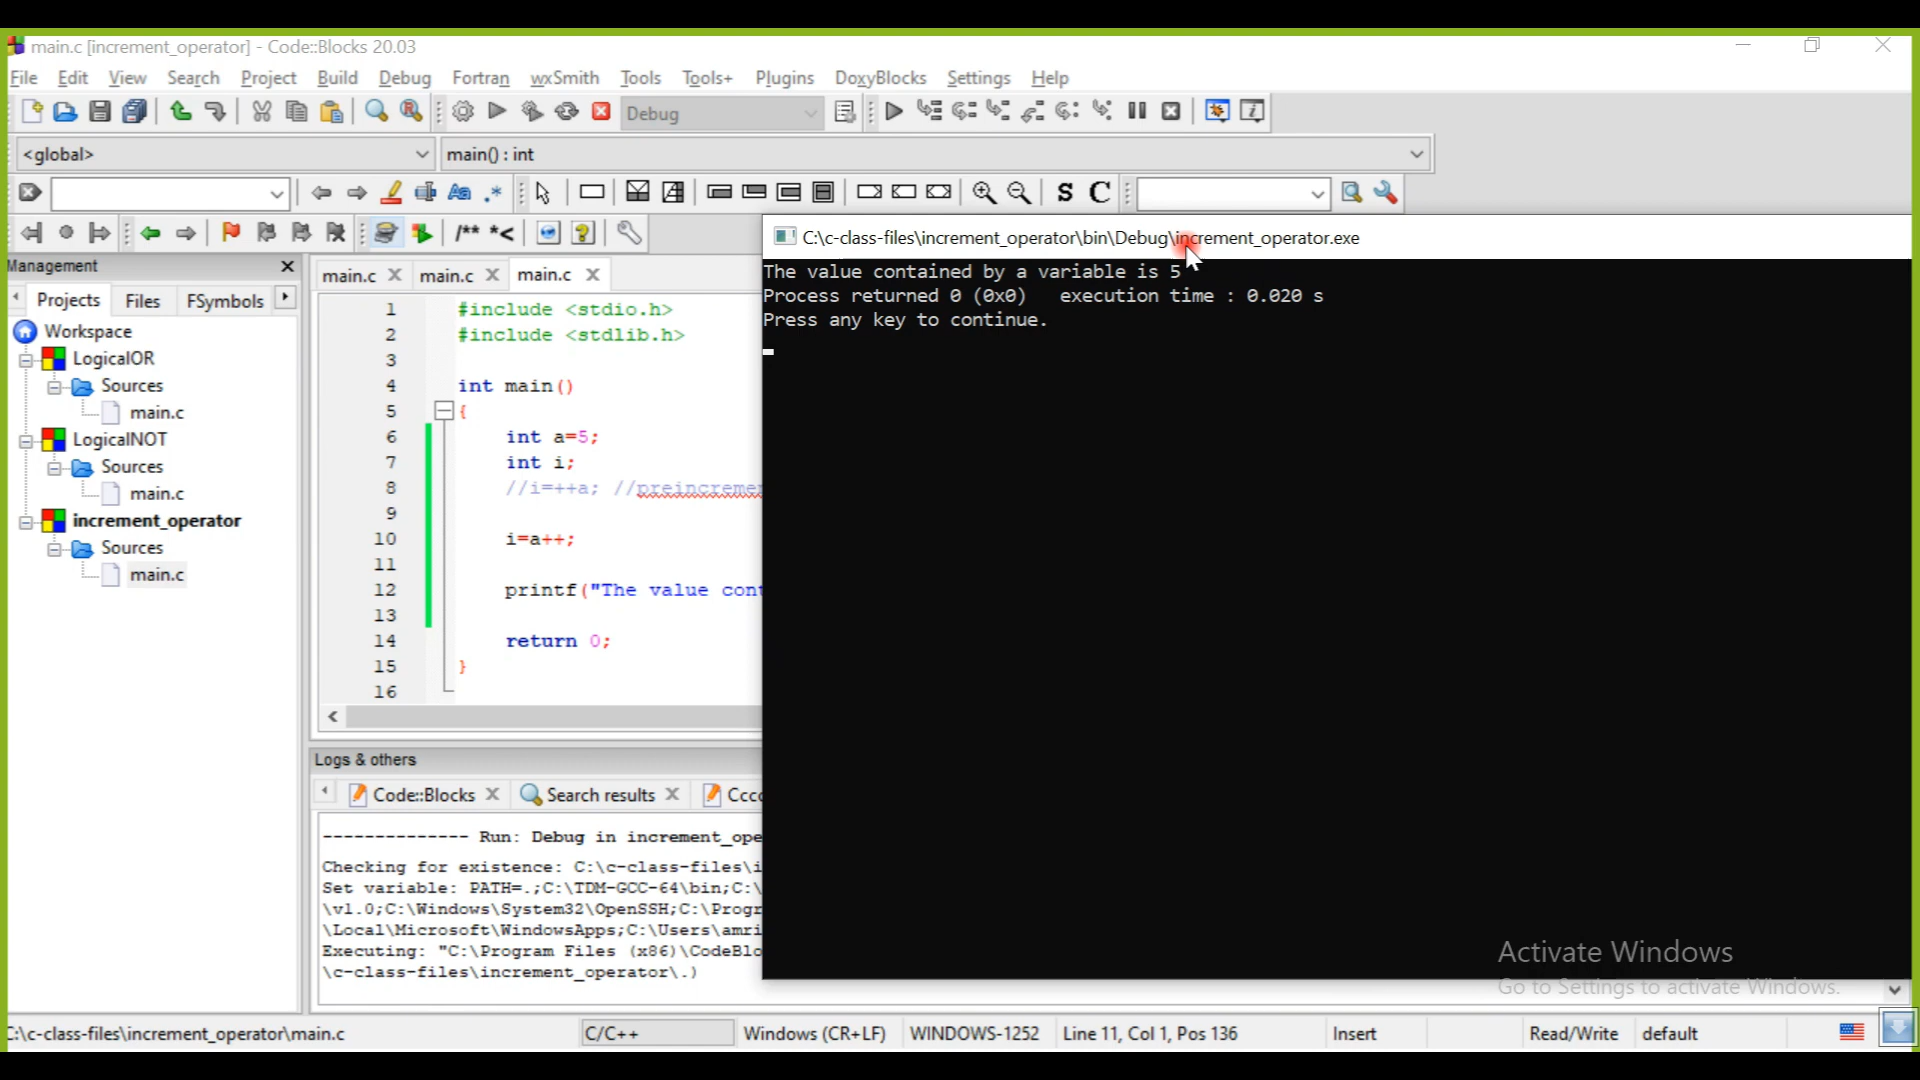 main.c [increment_operator] - Code::Blocks 20.03
File Edit View Search Project Build Debug Fortran wxSmith Tools Tools+ Plugins DoxyBlocks Settings Help
Debug
<global> main() : int
S C
/** *<
C:\c-class-files\increment_operator\bin\Debug\increment_operator.exe
Management
main.c main.c main.c
The value contained by a variable is 5
Process returned 0 (0x0) execution time : 0.020 s
Press any key to continue.
Projects Files FSymbols
Workspace
LogicalOR
Sources
main.c
LogicalNOT
Sources
main.c
increment_operator
Sources
main.c
1 #include <stdio.h>
2 #include <stdlib.h>
3
4 int main()
5 {
6 int a=5;
7 int i;
8 //i=++a; //preincremen
9
10 i=a++;
11
12 printf("The value cont
13
14 return 0;
15 }
16
Logs & others
Code::Blocks Search results Cccc
-------------- Run: Debug in increment_ope
Checking for existence: C:\c-class-files\i
Set variable: PATH=.;C:\TDM-GCC-64\bin;C:\
\v1.0;C:\Windows\System32\OpenSSH;C:\Progr
\Local\Microsoft\WindowsApps;C:\Users\amri
Executing: "C:\Program Files (x86)\CodeBlo
\c-class-files\increment_operator\.)
Activate Windows
Go to Settings to activate Windows.
:\c-class-files\increment_operator\main.c C/C++ Windows (CR+LF) WINDOWS-1252 Line 11, Col 1, Pos 136 Insert Read/Write default